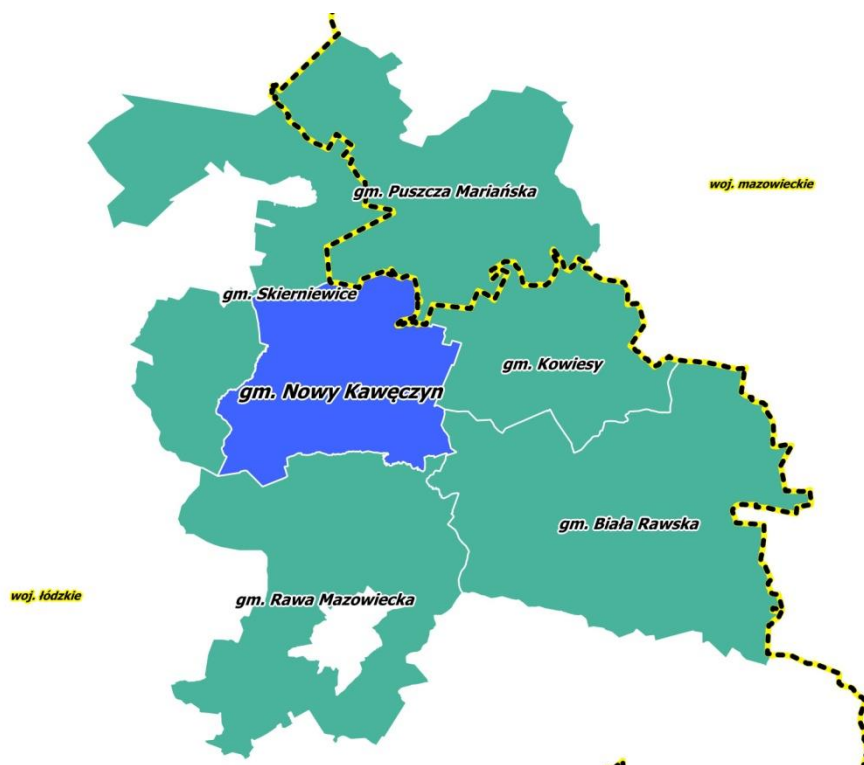 woj. mazowieckie
gm. Puszcza Mariańska
gm. Skierniewice
gm. Kowiesy
gm. Nowy Kawęczyn
gm. Biała Rawska
woj. łódzkie
gm. Rawa Mazowiecka